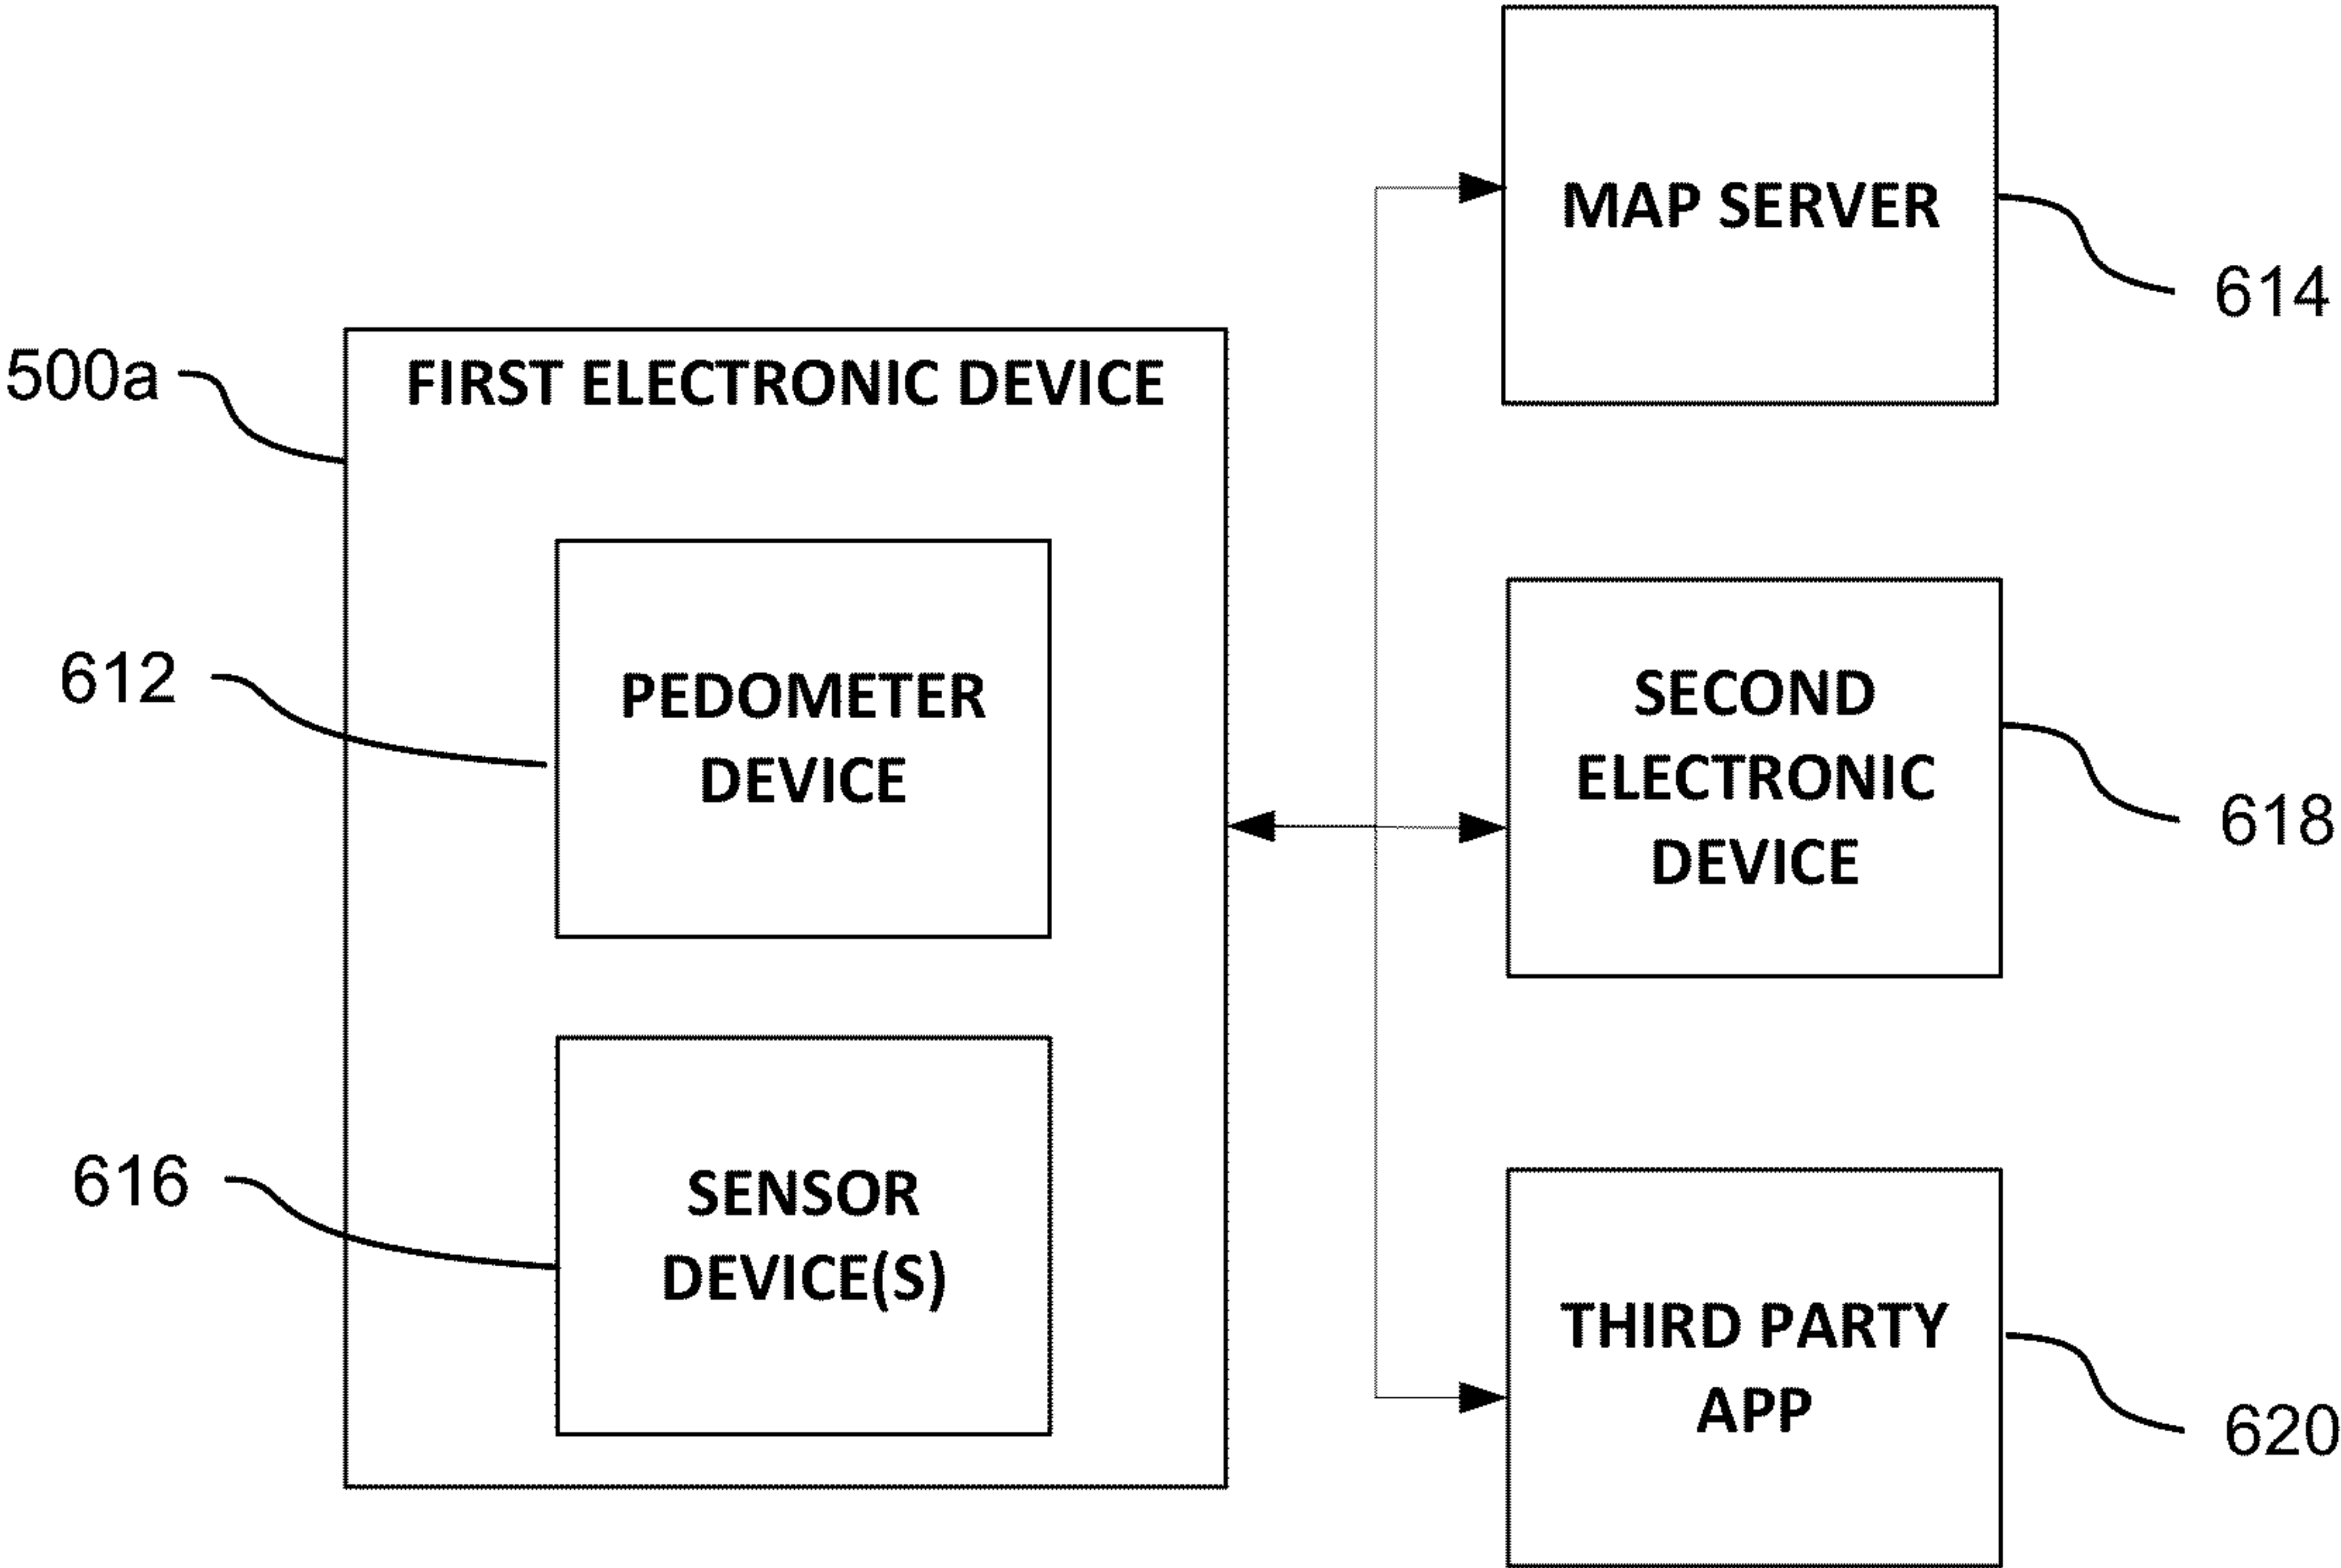 MAP SERVER
614
500a
FIRST ELECTRONIC DEVICE
612
PEDOMETER
DEVICE
SECOND
ELECTRONIC
DEVICE
618
616
SENSOR
DEVICE(S)
THIRD PARTY
APP
620